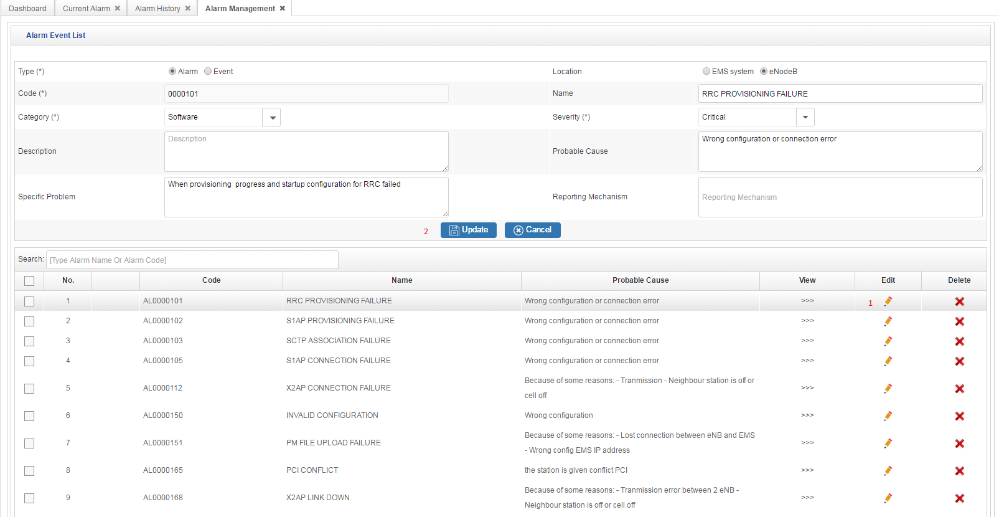 Dashboard Current Alarm Alarm History Alarm Management
Alarm Event List
Type (*) Alarm Event Location EMS system eNodeB
Code (*) 0000101 Name RRC PROVISIONING FAILURE
Category (*) Software Severity (*) Critical
Description Description Probable Cause Wrong configuration or connection error
Specific Problem When provisioning progress and startup configuration for RRC failed Reporting Mechanism Reporting Mechanism
2 Update Cancel
Search: [Type Alarm Name Or Alarm Code]
No. Code Name Probable Cause View Edit Delete
1 AL0000101 RRC PROVISIONING FAILURE Wrong configuration or connection error >>> 1
2 AL0000102 S1AP PROVISIONING FAILURE Wrong configuration or connection error >>>
3 AL0000103 SCTP ASSOCIATION FAILURE Wrong configuration or connection error >>>
4 AL0000105 S1AP CONNECTION FAILURE Wrong configuration or connection error >>>
5 AL0000112 X2AP CONNECTION FAILURE Because of some reasons: - Tranmission - Neighbour station is off or
cell off >>>
6 AL0000150 INVALID CONFIGURATION Wrong configuration >>>
7 AL0000151 PM FILE UPLOAD FAILURE Because of some reasons: - Lost connection between eNB and EMS
- Wrong config EMS IP address >>>
8 AL0000165 PCI CONFLICT the station is given conflict PCI >>>
9 AL0000168 X2AP LINK DOWN Because of some reasons: - Tranmission error between 2 eNB -
Neighbour station is off or cell off >>>